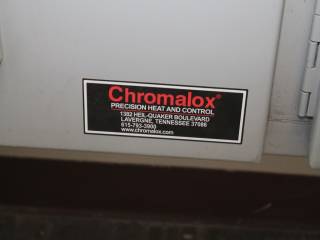 Chromalox®
PRECISION HEAT AND CONTROL
1382 HEIL-QUAKER BOULEVARD
LAVERGNE, TENNESSEE 37086
615-793-3900
www.chromalox.com